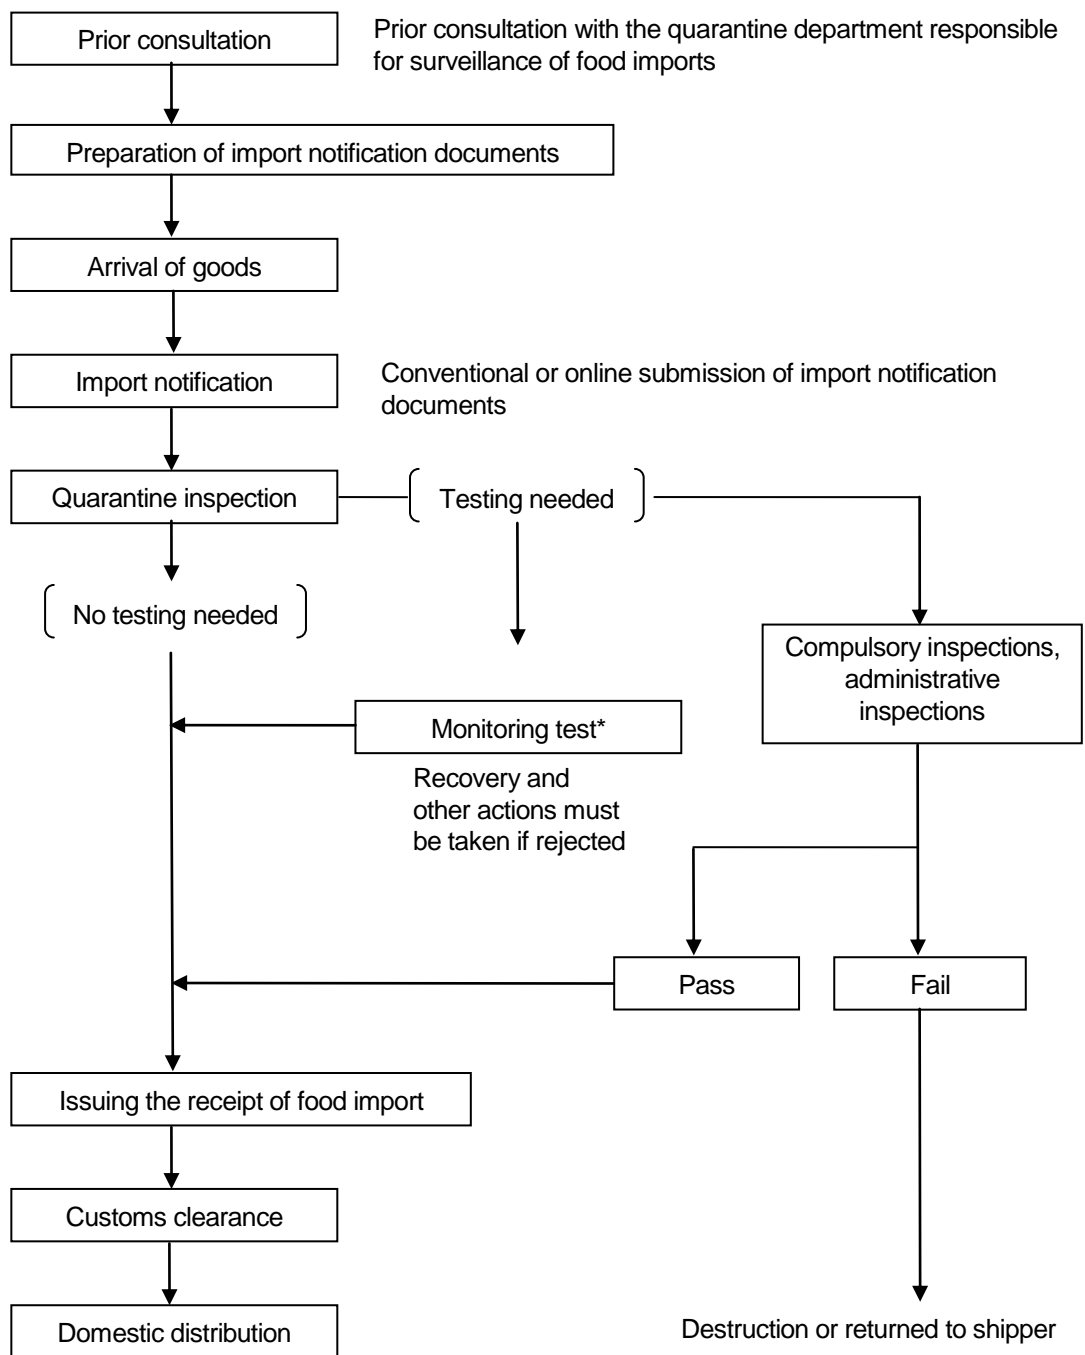 Prior consultation
Prior consultation with the quarantine department responsible
for surveillance of food imports
Preparation of import notification documents
Arrival of goods
Import notification
Conventional or online submission of import notification
documents
Quarantine inspection
Testing needed
No testing needed
Compulsory inspections,
administrative
inspections
Monitoring test*
Recovery and
other actions must
be taken if rejected
Pass
Fail
Issuing the receipt of food import
Customs clearance
Domestic distribution
Destruction or returned to shipper